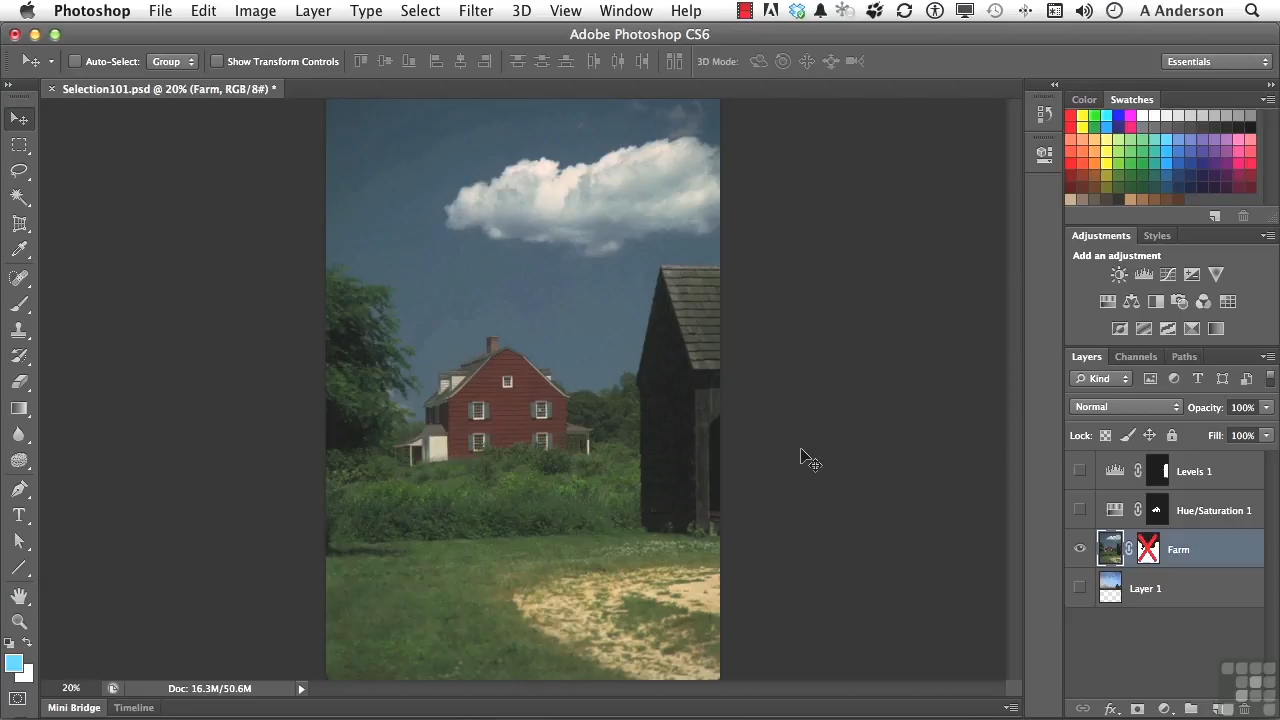 Photoshop File Edit Image Layer Type Select Filter 3D View Window Help A Anderson
Adobe Photoshop CS6
Auto-Select: Group Show Transform Controls 3D Mode: Essentials
Selection101.psd @ 20% (Farm, RGB/8#) *
Color Swatches
Adjustments Styles
Add an adjustment
Layers Channels Paths
Kind
Normal Opacity: 100%
Lock: Fill: 100%
Levels 1
Hue/Saturation 1
Farm
Layer 1
20% Doc: 16.3M/50.6M
Mini Bridge Timeline